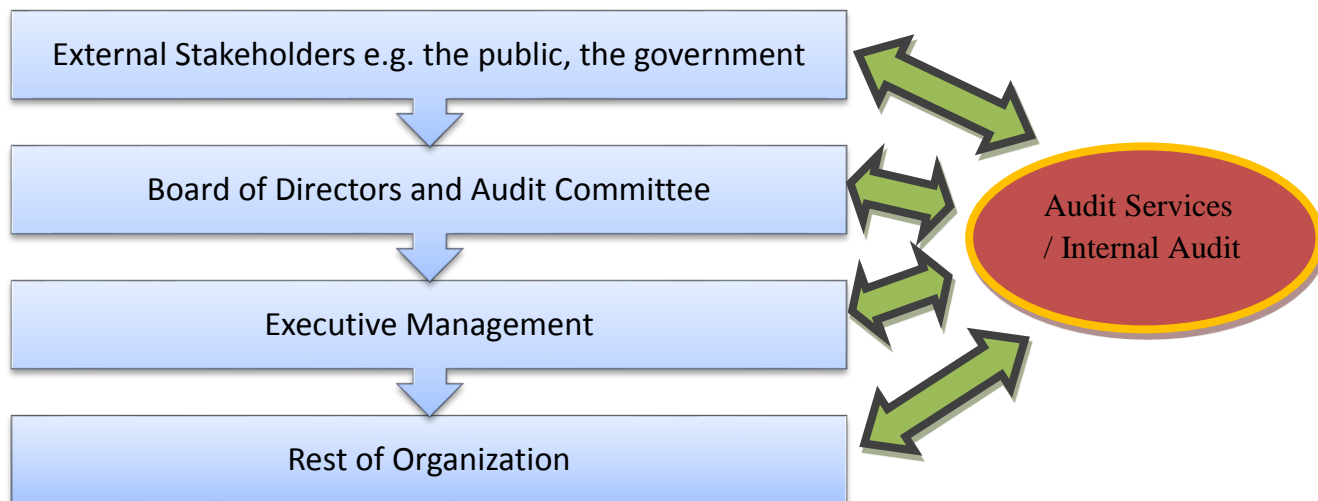 External Stakeholders e.g. the public, the government
Board of Directors and Audit Committee
Executive Management
Rest of Organization
Audit Services
/ Internal Audit